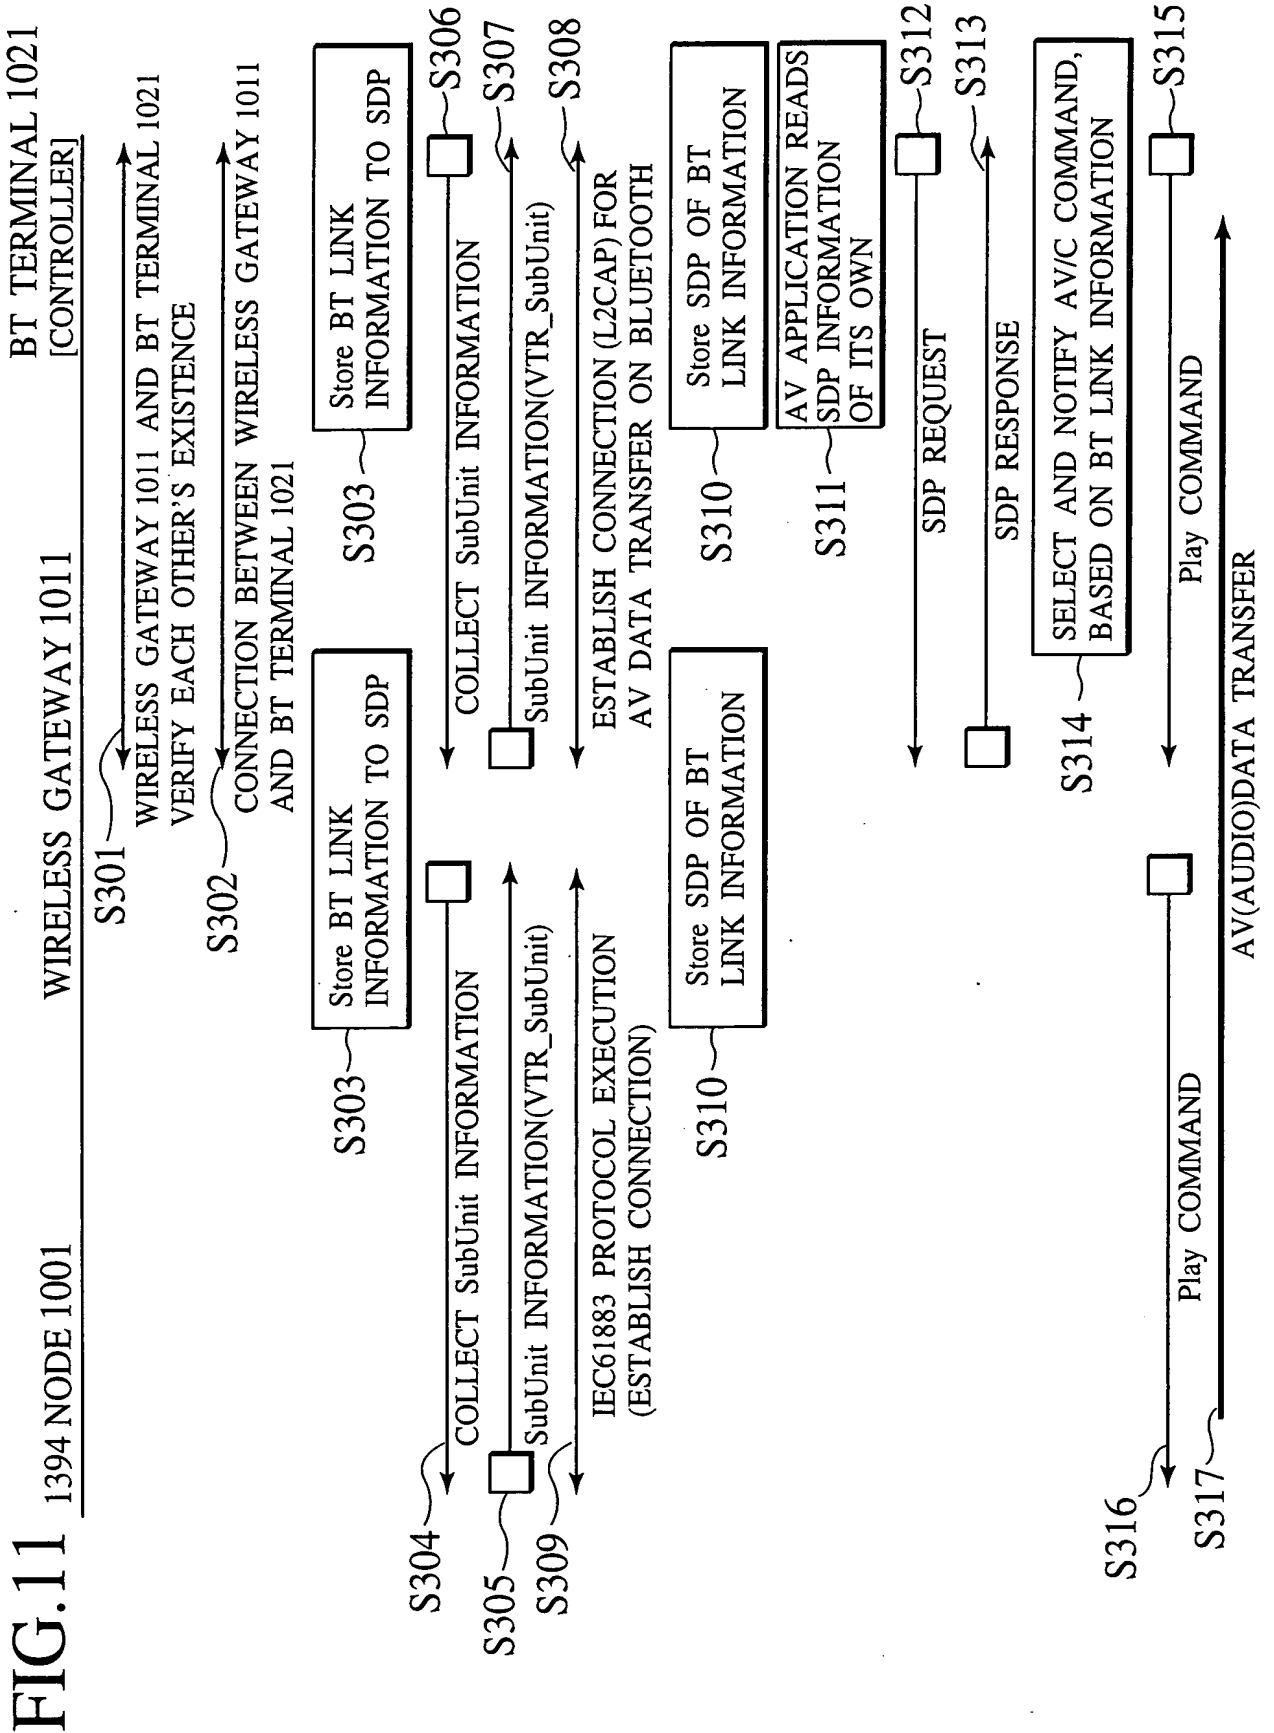 FIG.11
1394 NODE 1001
WIRELESS GATEWAY 1011
BT TERMINAL 1021
[CONTROLLER]
S301
WIRELESS GATEWAY 1011 AND BT TERMINAL 1021
VERIFY EACH OTHER'S EXISTENCE
S302
CONNECTION BETWEEN WIRELESS GATEWAY 1011
AND BT TERMINAL 1021
S303
Store BT LINK
INFORMATION TO SDP
S303
Store BT LINK
INFORMATION TO SDP
S304
COLLECT SubUnit INFORMATION
COLLECT SubUnit INFORMATION
S306
S305
SubUnit INFORMATION(VTR_SubUnit)
SubUnit INFORMATION(VTR_SubUnit)
S307
S309
IEC61883 PROTOCOL EXECUTION
(ESTABLISH CONNECTION)
ESTABLISH CONNECTION (L2CAP) FOR
AV DATA TRANSFER ON BLUETOOTH
S308
S310
Store SDP OF BT
LINK INFORMATION
S310
Store SDP OF BT
LINK INFORMATION
S311
AV APPLICATION READS
SDP INFORMATION
OF ITS OWN
S312
SDP REQUEST
S313
SDP RESPONSE
S314
SELECT AND NOTIFY AV/C COMMAND,
BASED ON BT LINK INFORMATION
S315
Play COMMAND
S316
Play COMMAND
S317
AV(AUDIO)DATA TRANSFER